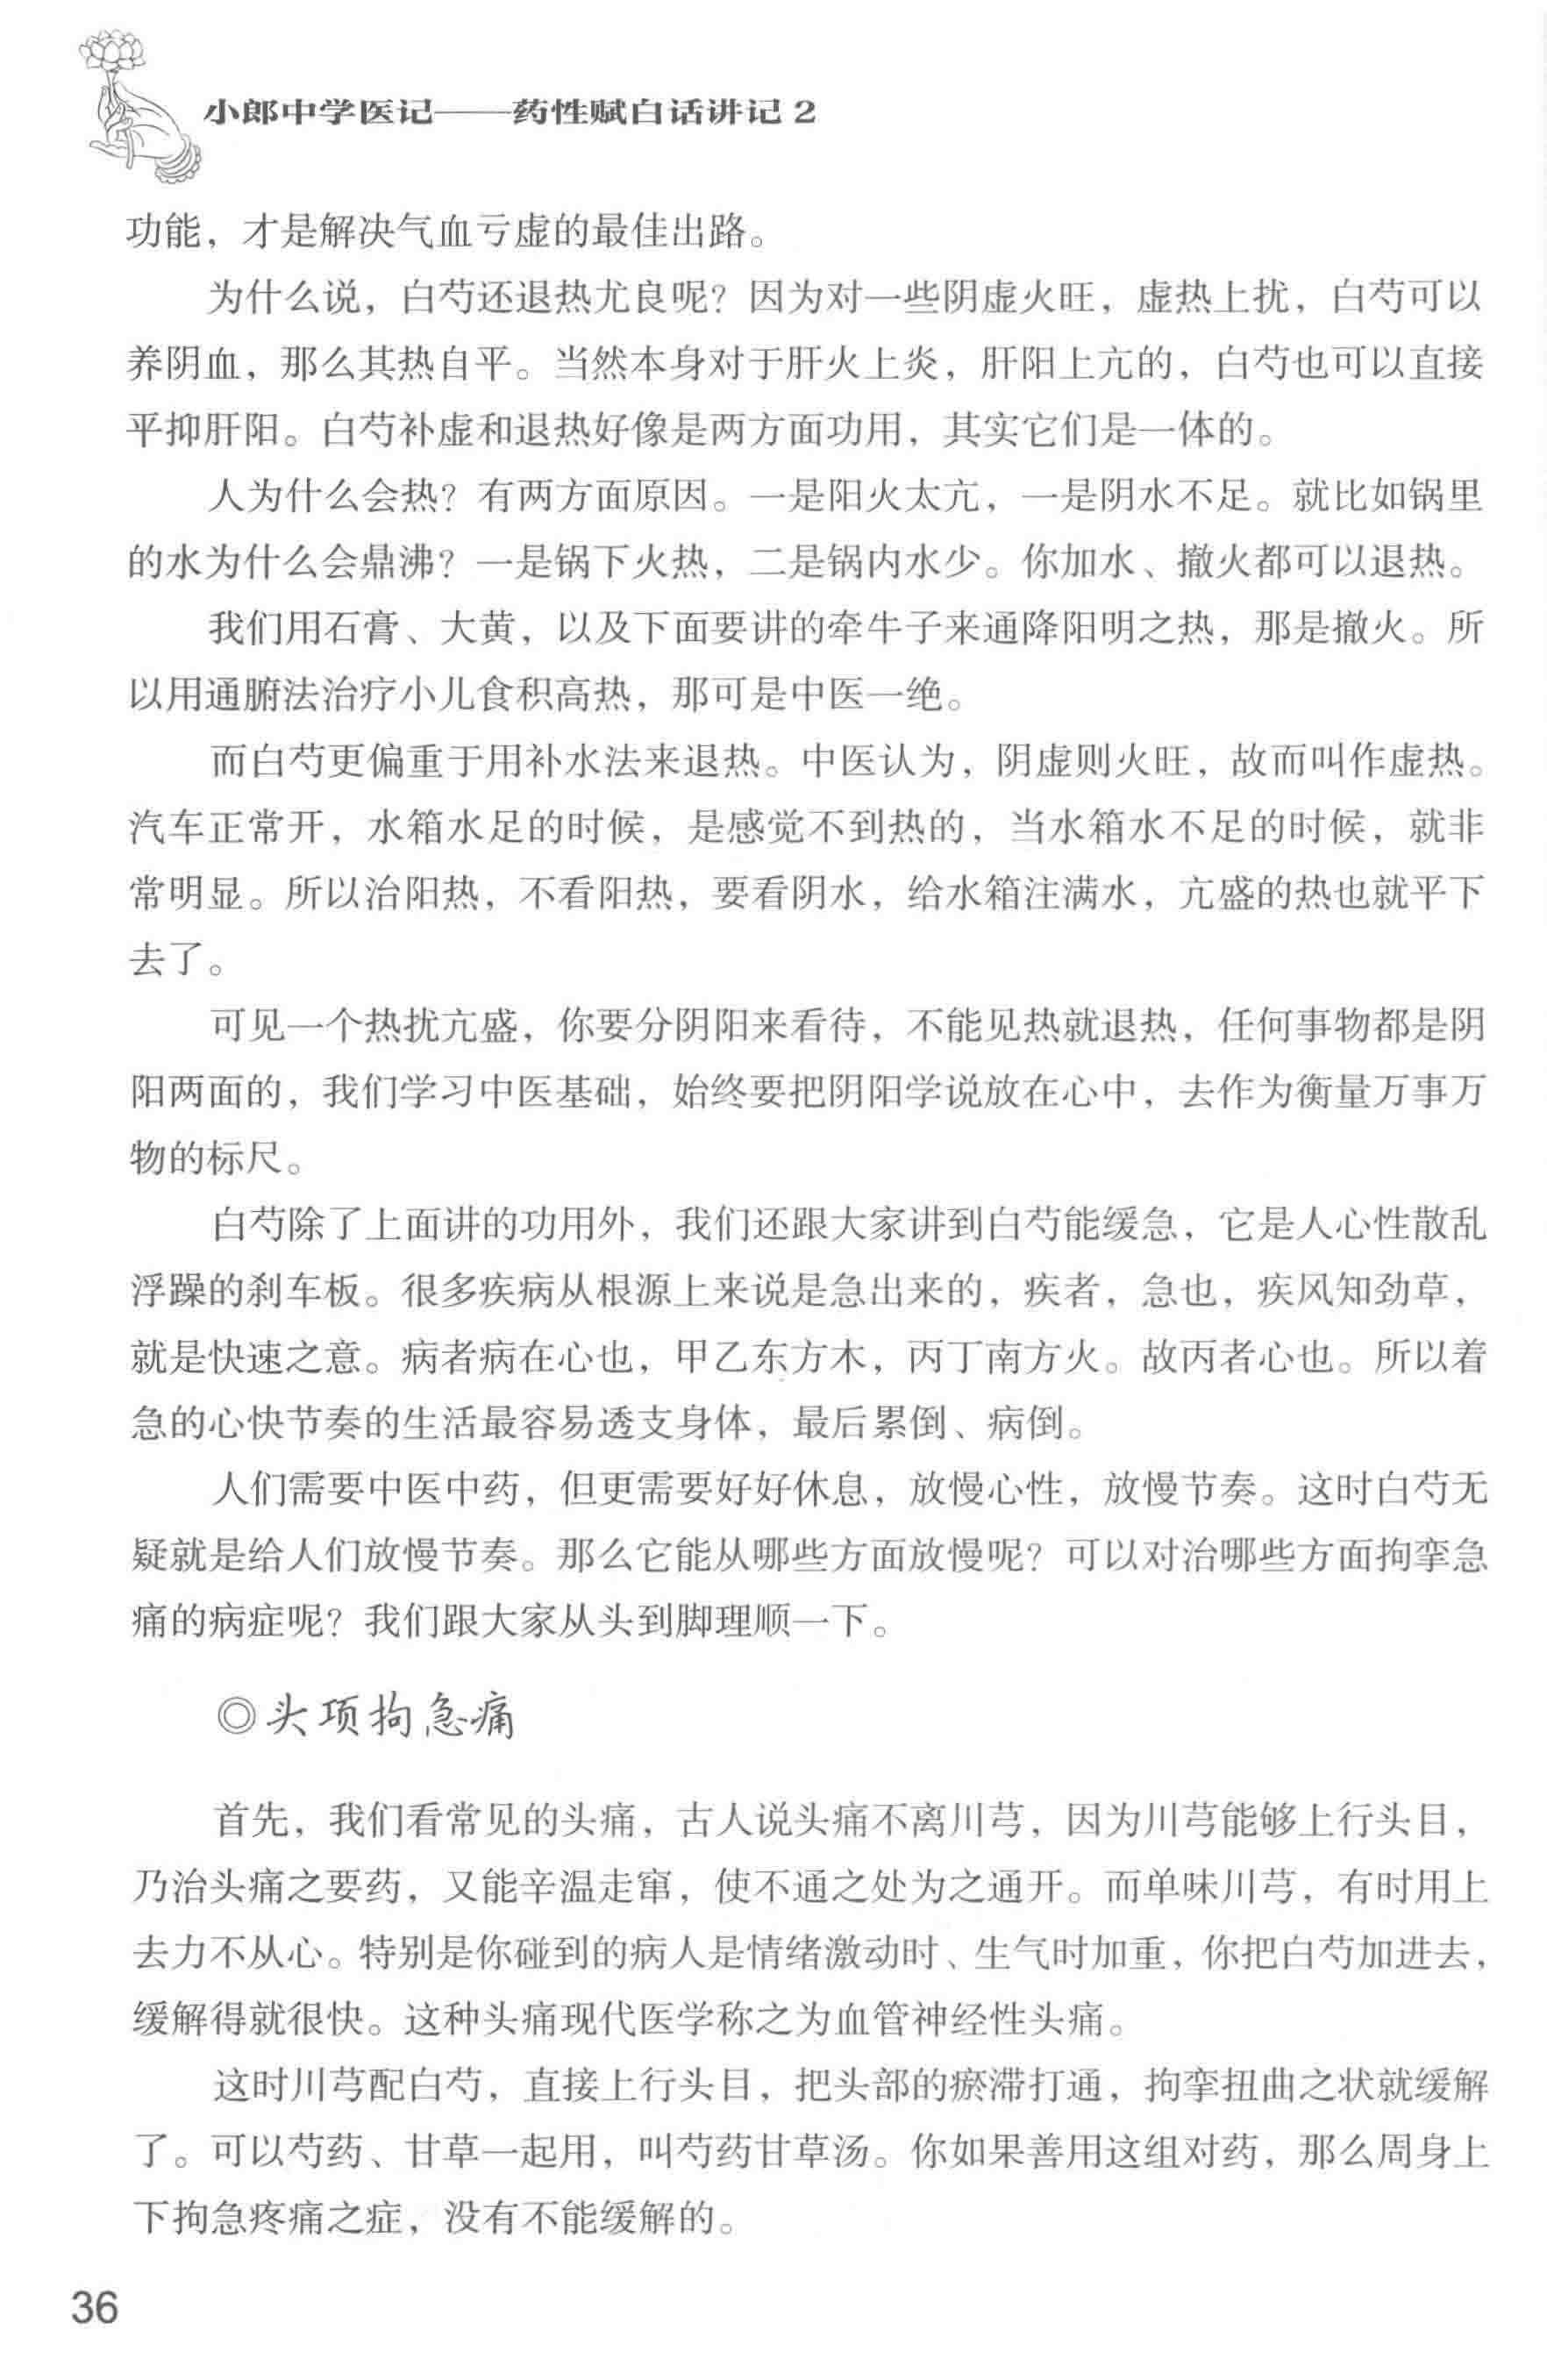 小郎中学医记——药性赋白话讲记2
功能，才是解决气血亏虚的最佳出路。
为什么说，白芍还退热尤良呢？因为对一些阴虚火旺，虚热上扰，白芍可以
养阴血，那么其热自平。当然本身对于肝火上炎，肝阳上亢的，白芍也可以直接
平抑肝阳。白芍补虚和退热好像是两方面功用，其实它们是一体的。
人为什么会热？有两方面原因。一是阳火太亢，一是阴水不足。就比如锅里
的水为什么会鼎沸？一是锅下火热，二是锅内水少。你加水、撤火都可以退热。
我们用石膏、大黄，以及下面要讲的牵牛子来通降阳明之热，那是撤火。所
以用通腑法治疗小儿食积高热，那可是中医一绝。
而白芍更偏重于用补水法来退热。中医认为，阴虚则火旺，故而叫作虚热。
汽车正常开，水箱水足的时候，是感觉不到热的，当水箱水不足的时候，就非
常明显。所以治阳热，不看阳热，要看阴水，给水箱注满水，亢盛的热也就平下
去了。
可见一个热扰亢盛，你要分阴阳来看待，不能见热就退热，任何事物都是阴
阳两面的，我们学习中医基础，始终要把阴阳学说放在心中，去作为衡量万事万
物的标尺。
白芍除了上面讲的功用外，我们还跟大家讲到白芍能缓急，它是人心性散乱
浮躁的刹车板。很多疾病从根源上来说是急出来的，疾者，急也，疾风知劲草，
就是快速之意。病者病在心也，甲乙东方木，丙丁南方火。故丙者心也。所以着
急的心快节奏的生活最容易透支身体，最后累倒、病倒。
人们需要中医中药，但更需要好好休息，放慢心性，放慢节奏。这时白芍无
疑就是给人们放慢节奏。那么它能从哪些方面放慢呢？可以对治哪些方面拘挛急
痛的病症呢？我们跟大家从头到脚理顺一下。
◎头项拘急痛
首先，我们看常见的头痛，古人说头痛不离川芎，因为川芎能够上行头目，
乃治头痛之要药，又能辛温走窜，使不通之处为之通开。而单味川芎，有时用上
去力不从心。特别是你碰到的病人是情绪激动时、生气时加重，你把白芍加进去，
缓解得就很快。这种头痛现代医学称之为血管神经性头痛。
这时川芎配白芍，直接上行头目，把头部的瘀滞打通，拘挛扭曲之状就缓解
了。可以芍药、甘草一起用，叫芍药甘草汤。你如果善用这组对药，那么周身上
下拘急疼痛之症，没有不能缓解的。
36